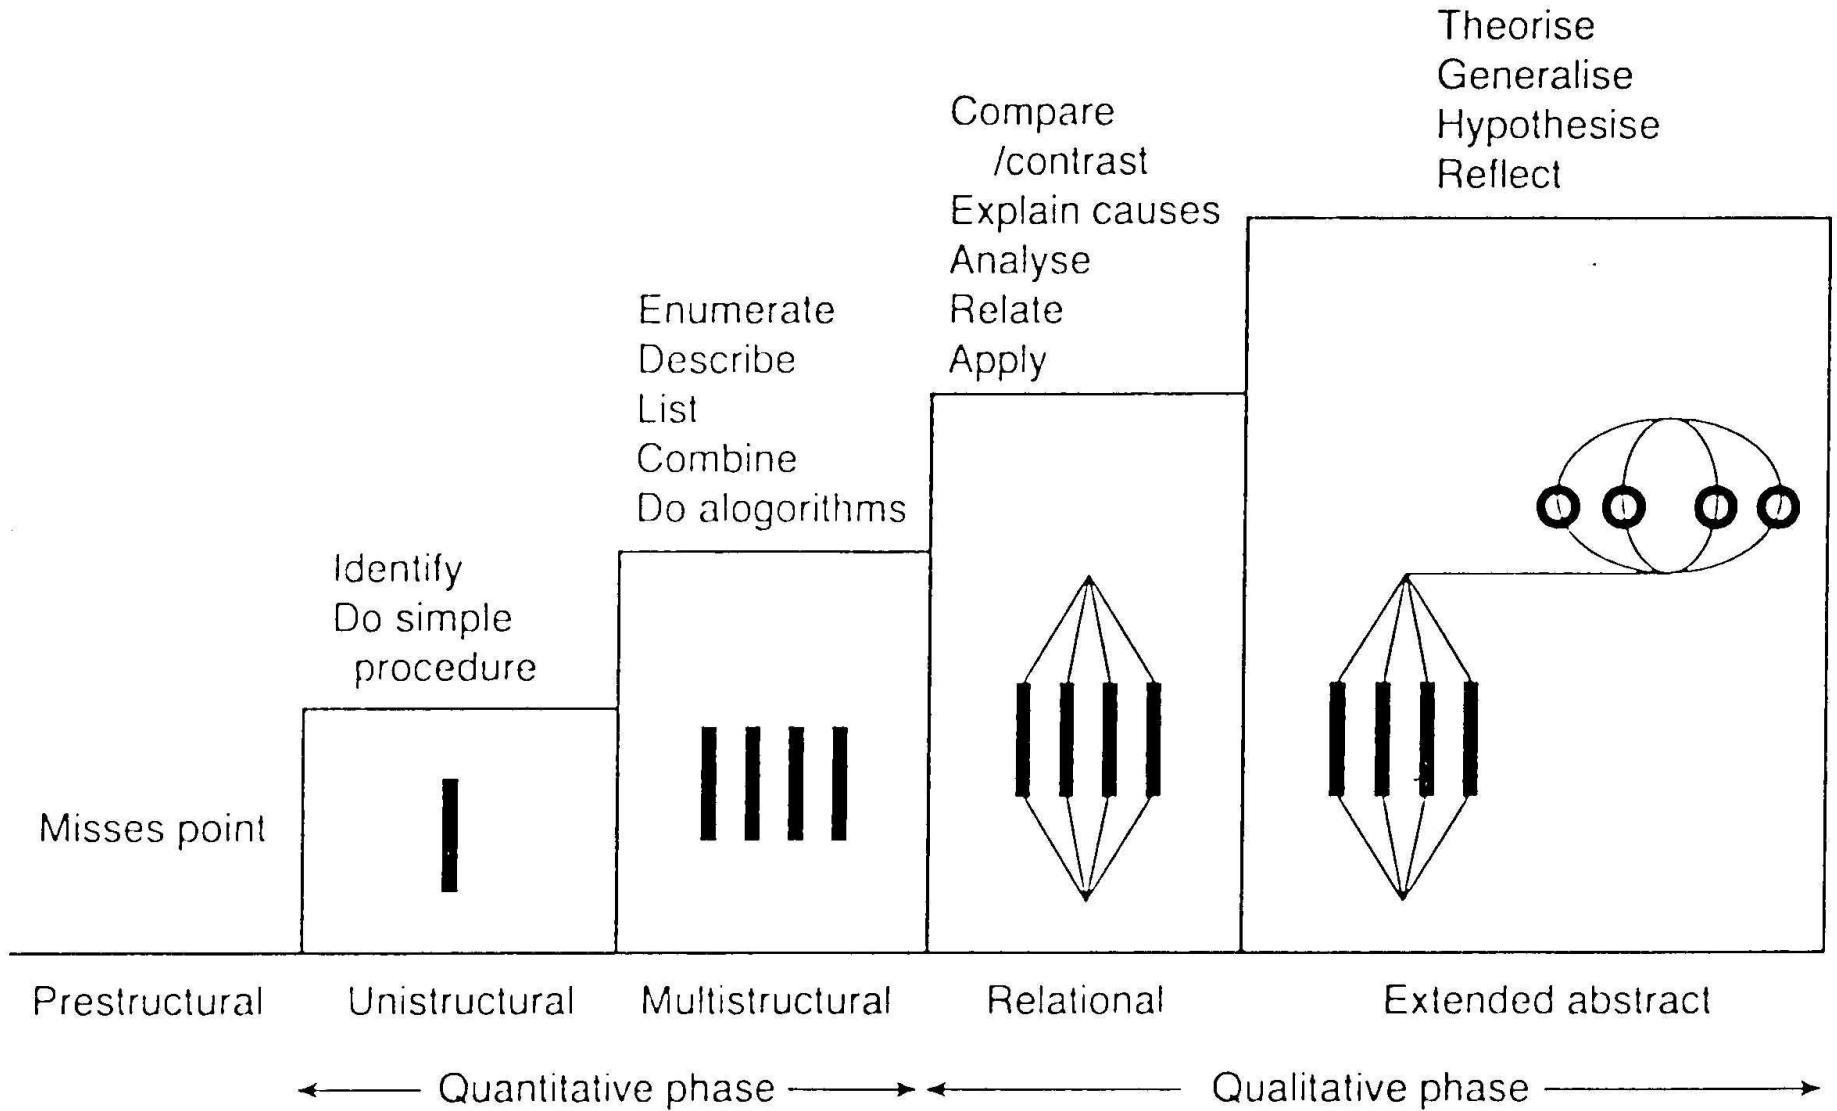 Misses point
Identify
Do simple
procedure
Enumerate
Describe
List
Combine
Do alogorithms
Compare
/contrast
Explain causes
Analyse
Relate
Apply
Theorise
Generalise
Hypothesise
Reflect
Prestructural
Unistructural
Multistructural
Relational
Extended abstract
Quantitative phase
Qualitative phase